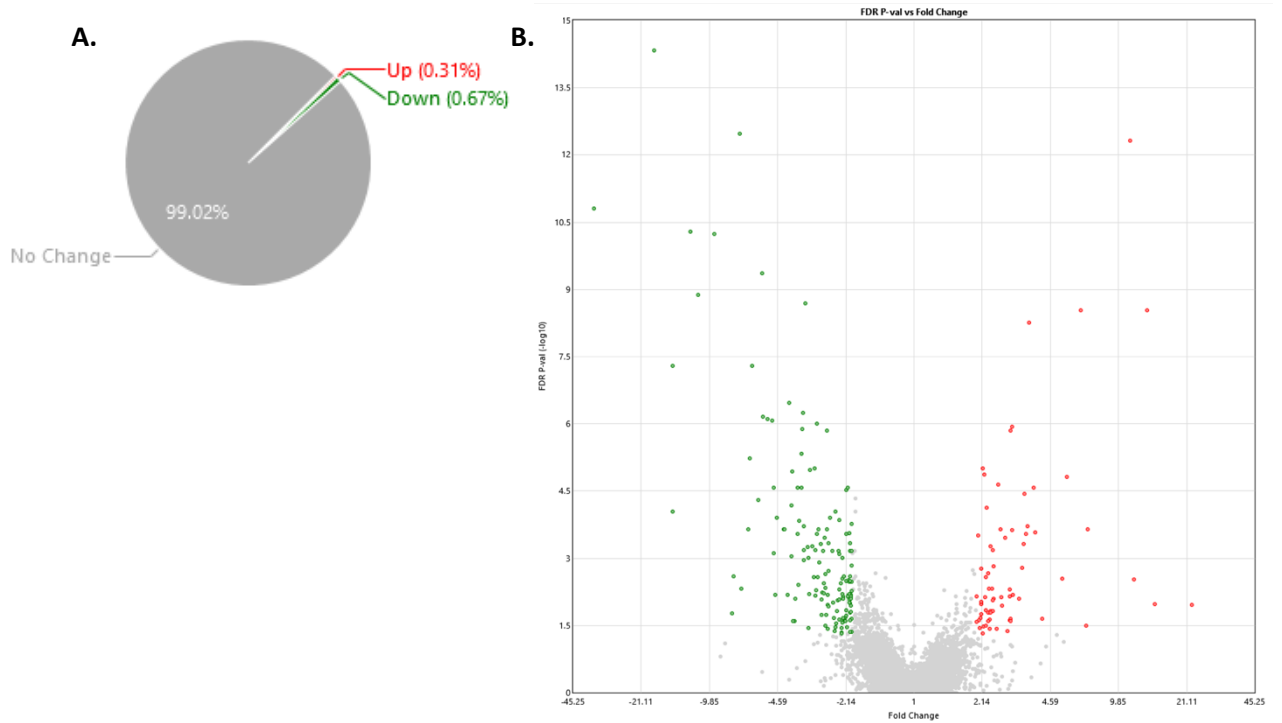 A.
Up (0.31%)
Down (0.67%)
99.02%
No Change
B.
FDR P-val vs Fold Change
FDR P-val (-log10)
15
13.5
12
10.5
9
7.5
6
4.5
3
1.5
0
-45.25 -21.11 -9.85 -4.59 -2.14 1 2.14 4.59 9.85 21.11 45.25
Fold Change